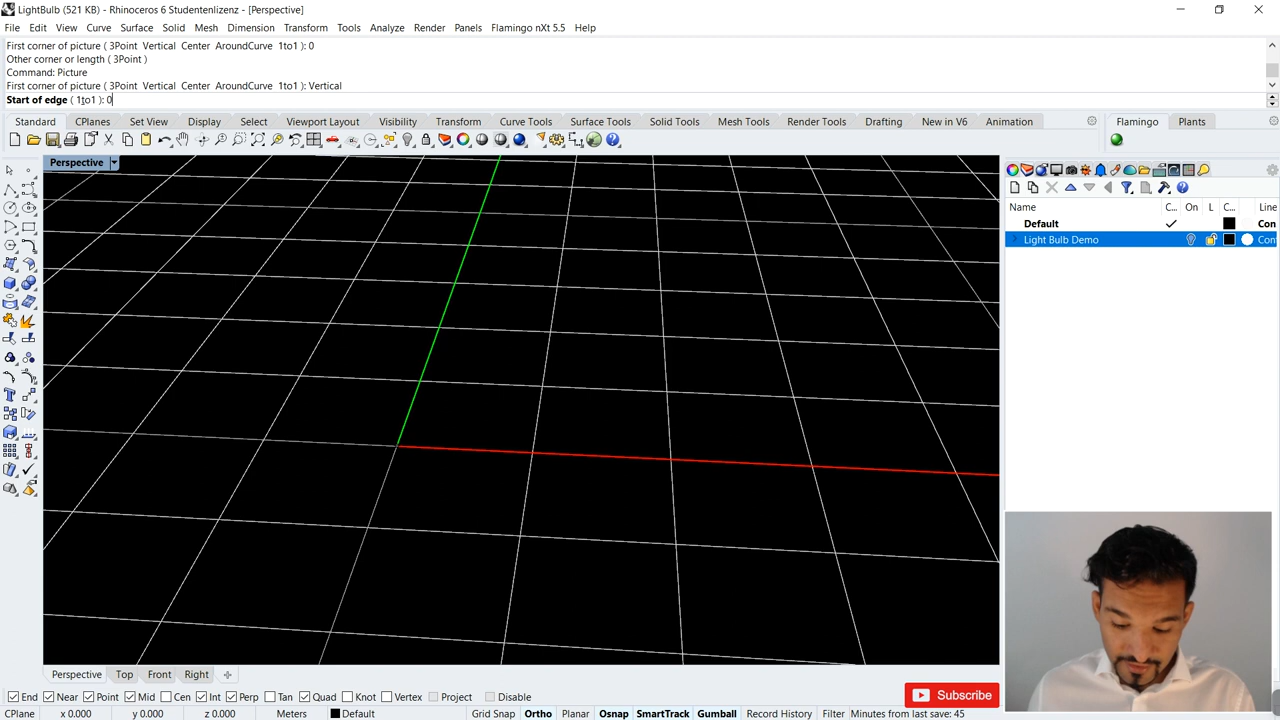 LightBulb (521 KB) - Rhinoceros 6 Studentenlizenz - [Perspective]
File Edit View Curve Surface Solid Mesh Dimension Transform Tools Analyze Render Panels Flamingo nXt 5.5 Help
First corner of picture ( 3Point Vertical Center AroundCurve 1to1 ): 0
Other corner or length ( 3Point )
Command: Picture
First corner of picture ( 3Point Vertical Center AroundCurve 1to1 ): Vertical
Start of edge ( 1to1 ): 0
Standard CPlanes Set View Display Select Viewport Layout Visibility Transform Curve Tools Surface Tools Solid Tools Mesh Tools Render Tools Drafting New in V6 Animation Flamingo Plants
Perspective
Name C... On L C... Line
Default Con
Light Bulb Demo Con
Perspective Top Front Right
End Near Point Mid Cen Int Perp Tan Quad Knot Vertex Project Disable
Subscribe
CPlane x 0.000 y 0.000 z 0.000 Meters Default Grid Snap Ortho Planar Osnap SmartTrack Gumball Record History Filter Minutes from last save: 45